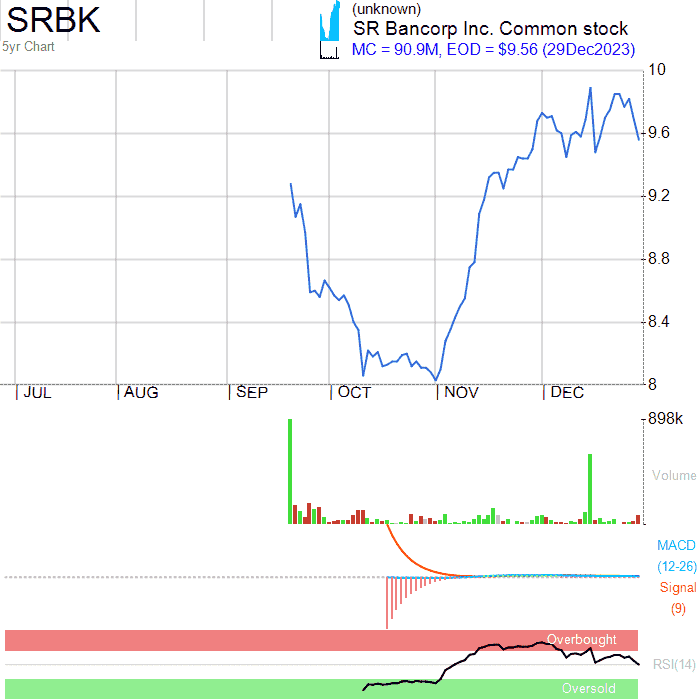 SRBK
(unknown)
SR Bancorp Inc. Common stock
5yr Chart
MC = 90.9M, EOD = $9.56 (29Dec2023)
10
9.6
9.2
8.8
8.4
8
JUL AUG SEP OCT NOV DEC
898k
Volume
MACD
(12-26)
Signal
(9)
Overbought
RSI(14)
Oversold